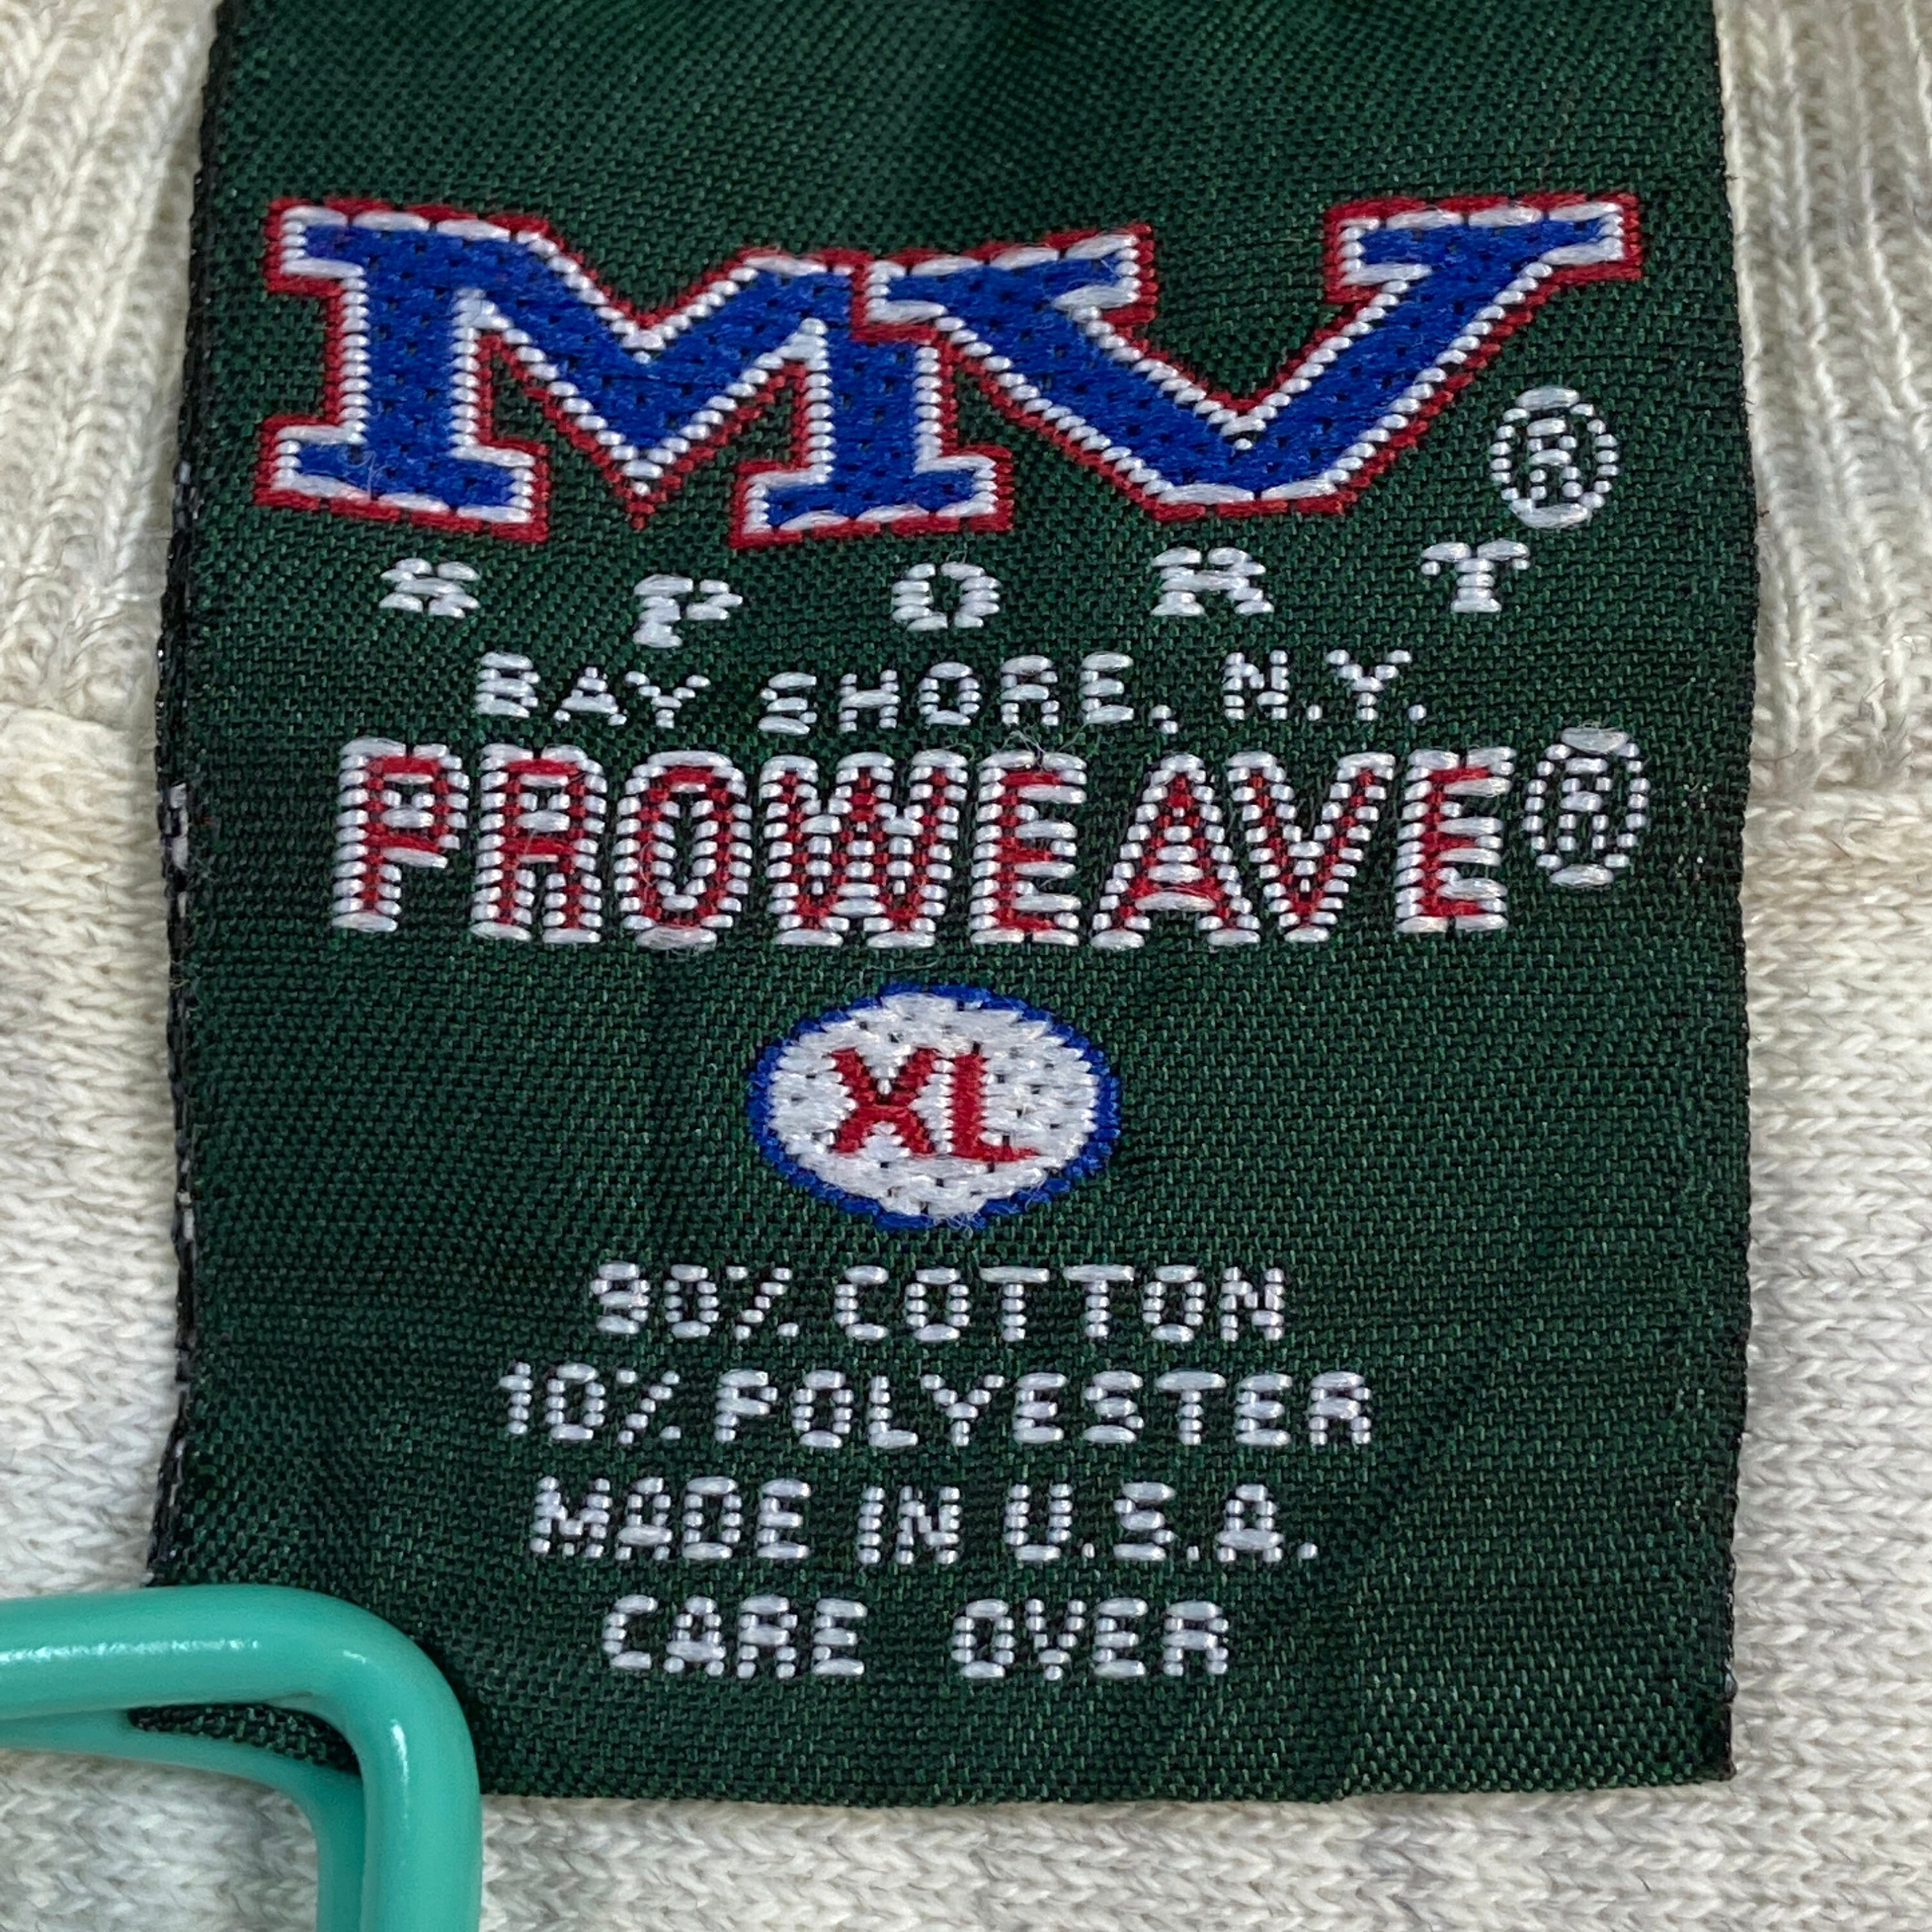 MV®
SPORT
BAY SHORE, N.Y.
PROWEAVE®
XL
90% COTTON
10% POLYESTER
MADE IN U.S.A.
CARE OVER